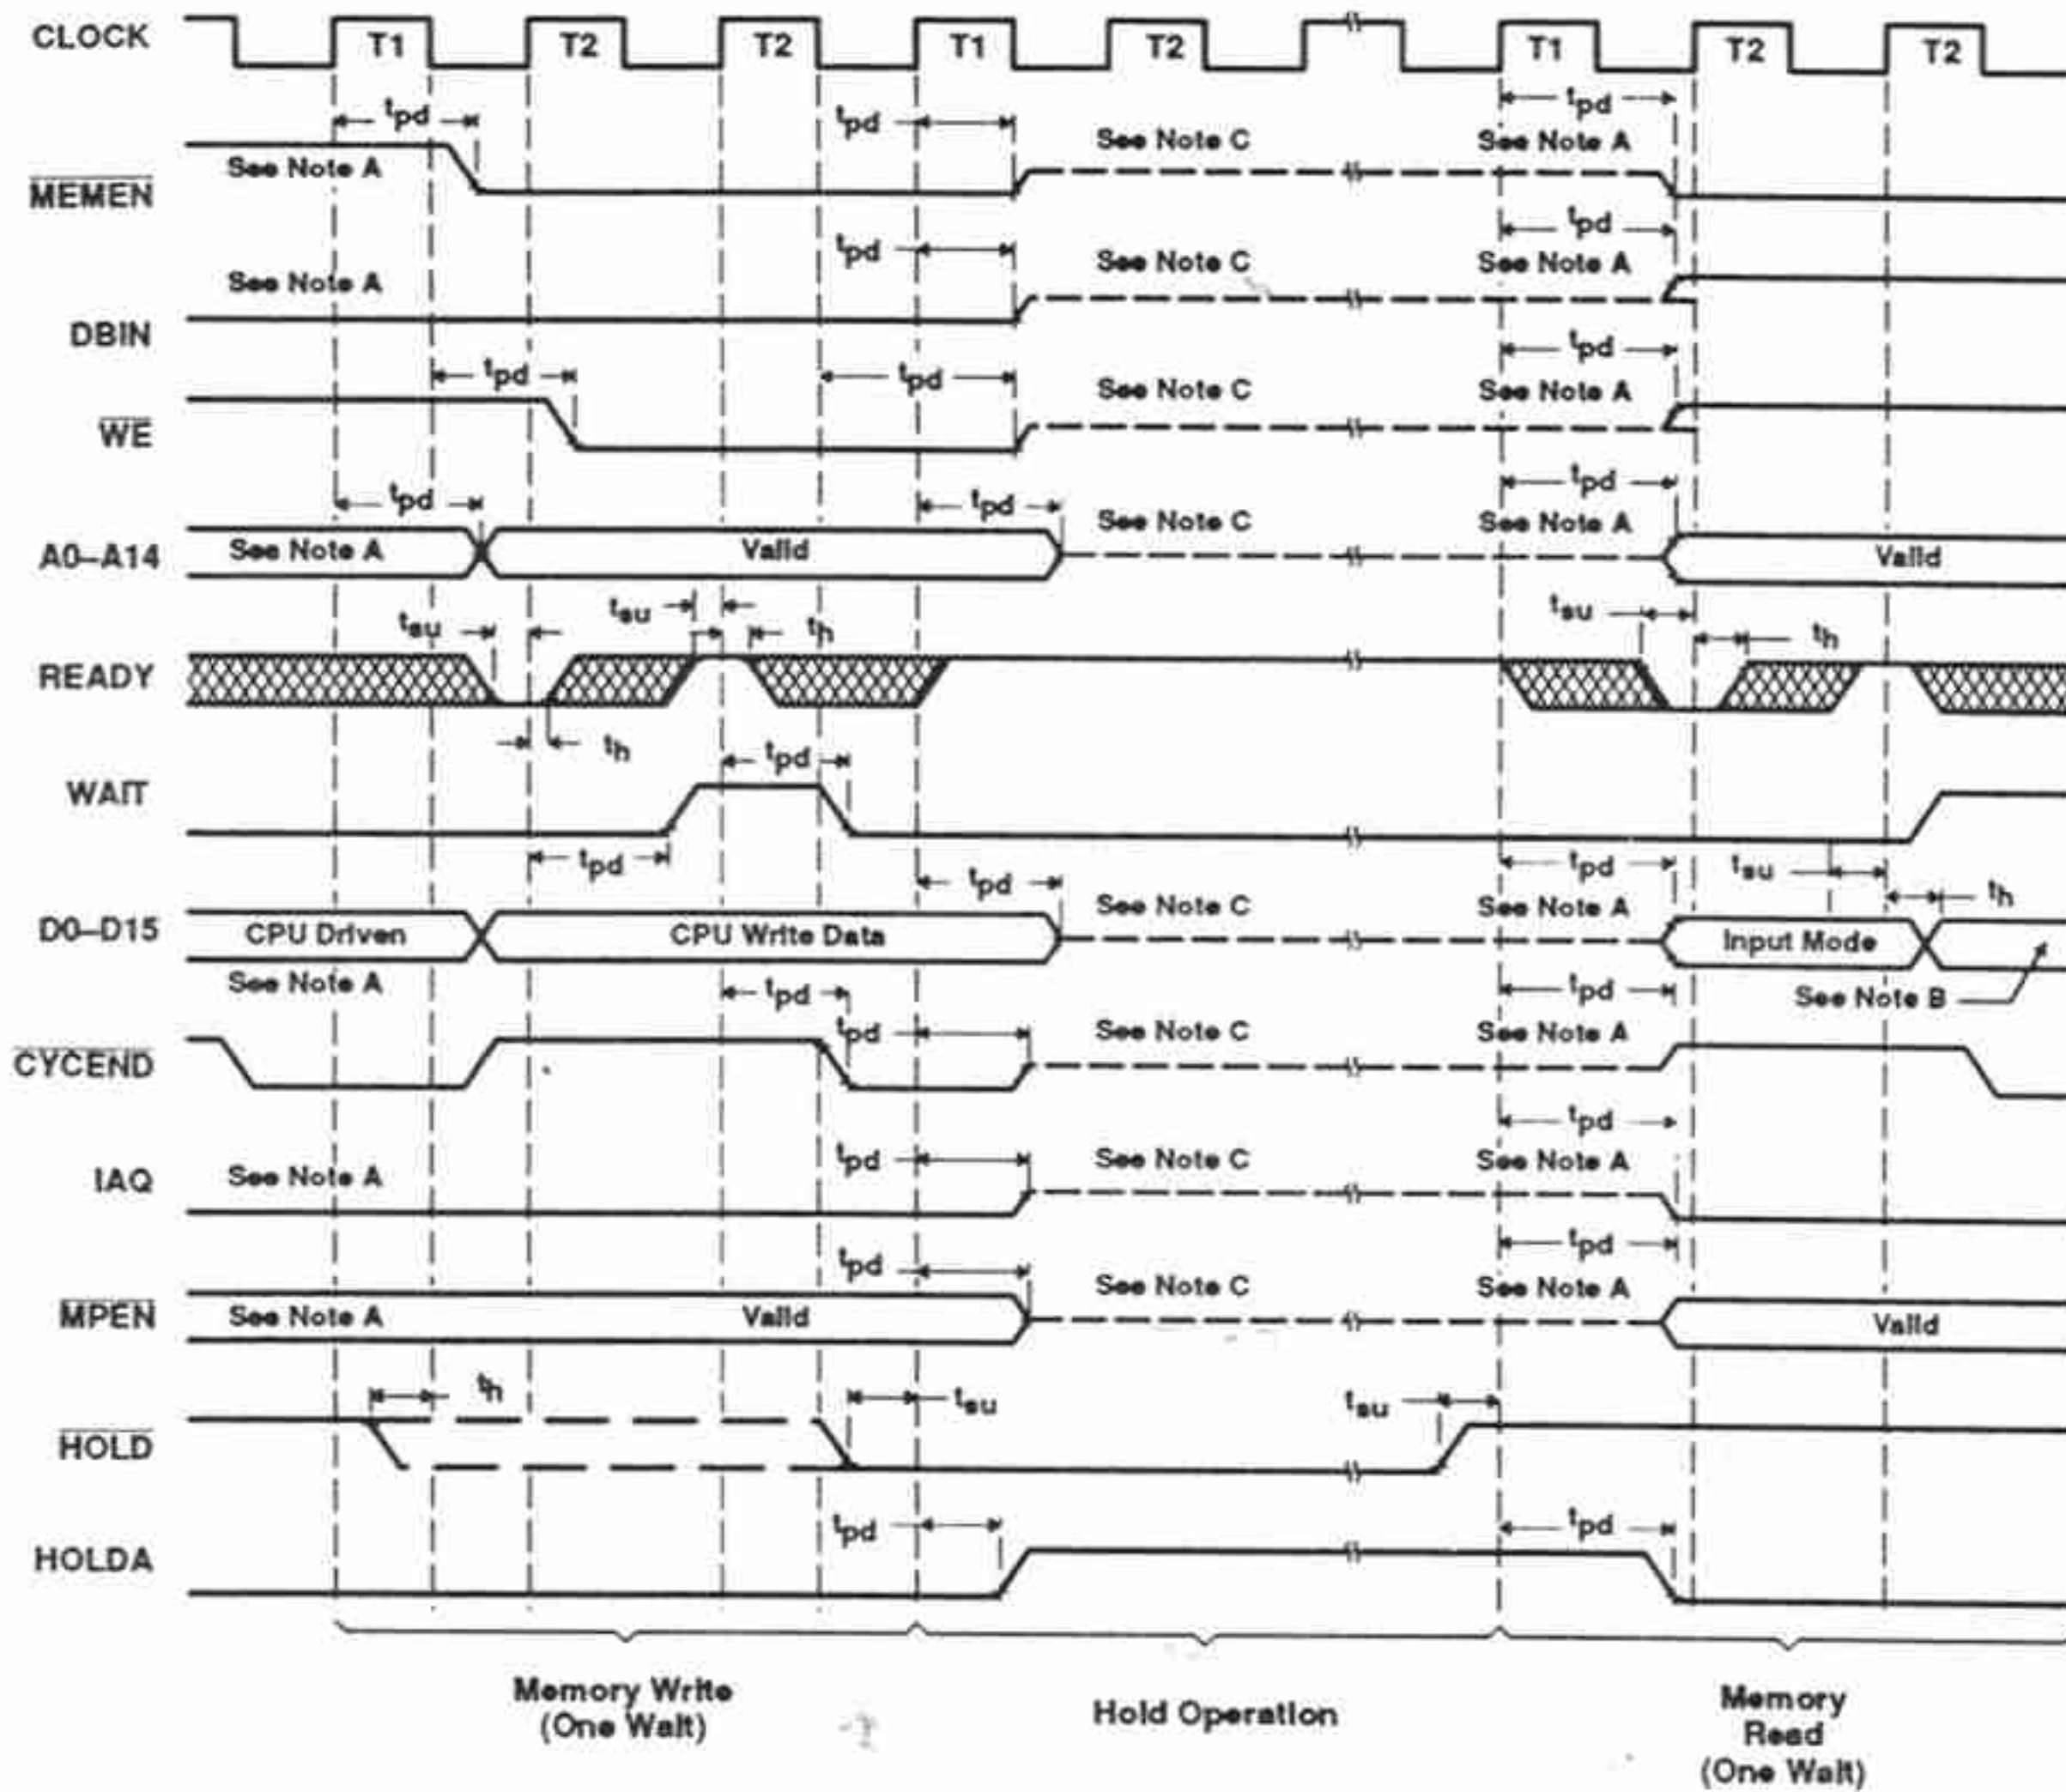 CLOCK T1 T2 T2 T1 T2 T1 T2 T2
tpd tpd tpd
See Note A See Note C See Note A
MEMEN
tpd tpd
See Note A See Note C See Note A
DBIN
tpd tpd tpd
See Note C See Note A
WE
tpd tpd tpd
See Note C See Note A
A0–A14 See Note A Valid Valid
tsu tsu th tsu th
READY
th tpd
WAIT
tpd tpd tpd tsu th
See Note C See Note A
D0–D15 CPU Driven CPU Write Data Input Mode
See Note A tpd tpd See Note B
tpd See Note C See Note A
CYCEND
tpd
tpd See Note C See Note A
IAQ See Note A
tpd tpd
See Note C See Note A
MPEN See Note A Valid Valid
th tsu tsu
HOLD
tpd tpd
HOLDA
Memory Write
(One Wait)
Hold Operation
Memory
Read
(One Wait)